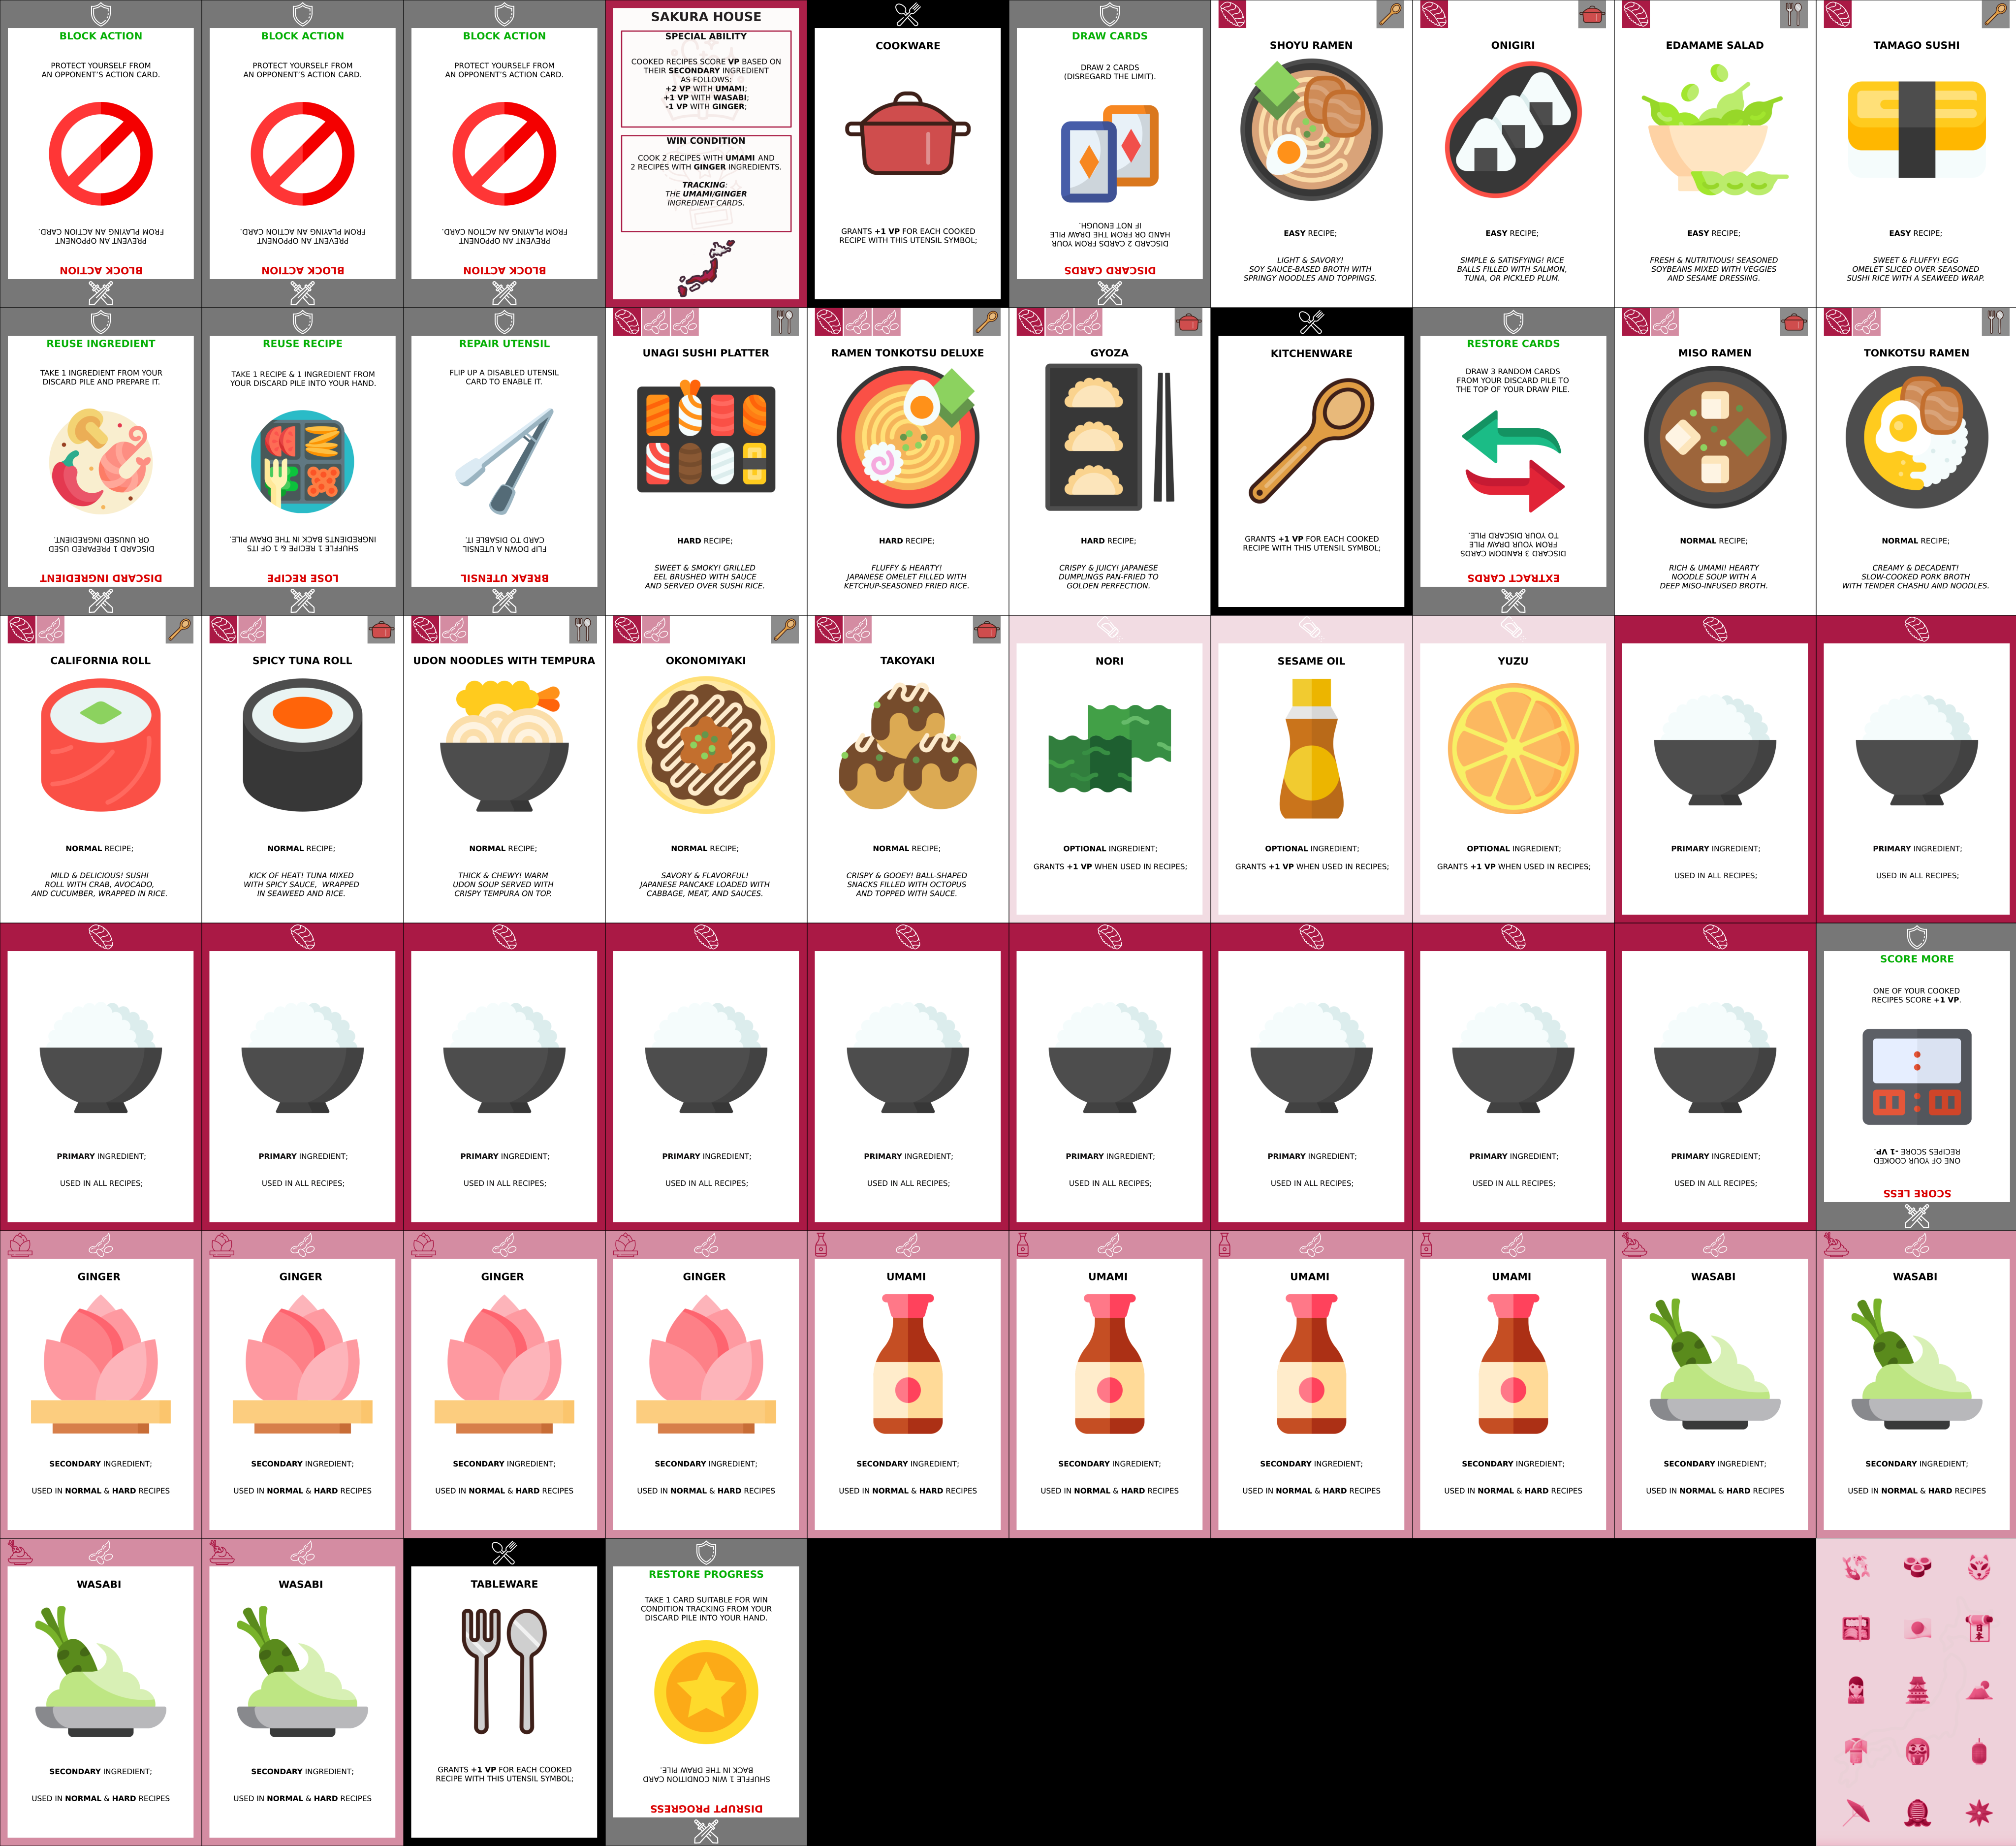 BLOCK ACTION
PROTECT YOURSELF FROM
AN OPPONENT'S ACTION CARD.
PREVENT AN OPPONENT
FROM PLAYING AN ACTION CARD.
BLOCK ACTION
BLOCK ACTION
PROTECT YOURSELF FROM
AN OPPONENT'S ACTION CARD.
PREVENT AN OPPONENT
FROM PLAYING AN ACTION CARD.
BLOCK ACTION
BLOCK ACTION
PROTECT YOURSELF FROM
AN OPPONENT'S ACTION CARD.
PREVENT AN OPPONENT
FROM PLAYING AN ACTION CARD.
BLOCK ACTION
SAKURA HOUSE
SPECIAL ABILITY
COOKED RECIPES SCORE VP BASED ON
THEIR SECONDARY INGREDIENT
AS FOLLOWS:
+2 VP WITH UMAMI;
+1 VP WITH WASABI;
-1 VP WITH GINGER;
WIN CONDITION
COOK 2 RECIPES WITH UMAMI AND
2 RECIPES WITH GINGER INGREDIENTS.
TRACKING:
THE UMAMI/GINGER
INGREDIENT CARDS.
COOKWARE
GRANTS +1 VP FOR EACH COOKED
RECIPE WITH THIS UTENSIL SYMBOL;
DRAW CARDS
DRAW 2 CARDS
(DISREGARD THE LIMIT).
DISCARD 2 CARDS FROM YOUR
HAND OR FROM THE DRAW PILE
IF NOT ENOUGH.
DISCARD CARDS
SHOYU RAMEN
EASY RECIPE;
LIGHT & SAVORY!
SOY SAUCE-BASED BROTH WITH
SPRINGY NOODLES AND TOPPINGS.
ONIGIRI
EASY RECIPE;
SIMPLE & SATISFYING! RICE
BALLS FILLED WITH SALMON,
TUNA, OR PICKLED PLUM.
EDAMAME SALAD
EASY RECIPE;
FRESH & NUTRITIOUS! SEASONED
SOYBEANS MIXED WITH VEGGIES
AND SESAME DRESSING.
TAMAGO SUSHI
EASY RECIPE;
SWEET & FLUFFY! EGG
OMELET SLICED OVER SEASONED
SUSHI RICE WITH A SEAWEED WRAP.
REUSE INGREDIENT
TAKE 1 INGREDIENT FROM YOUR
DISCARD PILE AND PREPARE IT.
DISCARD 1 PREPARED USED
OR UNUSED INGREDIENT.
DISCARD INGREDIENT
REUSE RECIPE
TAKE 1 RECIPE & 1 INGREDIENT FROM
YOUR DISCARD PILE INTO YOUR HAND.
SHUFFLE 1 RECIPE & 1 OF ITS
INGREDIENTS BACK IN THE DRAW PILE.
LOSE RECIPE
REPAIR UTENSIL
FLIP UP A DISABLED UTENSIL
CARD TO ENABLE IT.
FLIP DOWN A UTENSIL
CARD TO DISABLE IT.
BREAK UTENSIL
UNAGI SUSHI PLATTER
HARD RECIPE;
SWEET & SMOKY! GRILLED
EEL BRUSHED WITH SAUCE
AND SERVED OVER SUSHI RICE.
RAMEN TONKOTSU DELUXE
HARD RECIPE;
FLUFFY & HEARTY!
JAPANESE OMELET FILLED WITH
KETCHUP-SEASONED FRIED RICE.
GYOZA
HARD RECIPE;
CRISPY & JUICY! JAPANESE
DUMPLINGS PAN-FRIED TO
GOLDEN PERFECTION.
KITCHENWARE
GRANTS +1 VP FOR EACH COOKED
RECIPE WITH THIS UTENSIL SYMBOL;
RESTORE CARDS
DRAW 3 RANDOM CARDS
FROM YOUR DISCARD PILE TO
THE TOP OF YOUR DRAW PILE.
DISCARD 3 RANDOM CARDS
FROM YOUR DRAW PILE
TO YOUR DISCARD PILE.
EXTRACT CARDS
MISO RAMEN
NORMAL RECIPE;
RICH & UMAMI! HEARTY
NOODLE SOUP WITH A
DEEP MISO-INFUSED BROTH.
TONKOTSU RAMEN
NORMAL RECIPE;
CREAMY & DECADENT!
SLOW-COOKED PORK BROTH
WITH TENDER CHASHU AND NOODLES.
CALIFORNIA ROLL
NORMAL RECIPE;
MILD & DELICIOUS! SUSHI
ROLL WITH CRAB, AVOCADO,
AND CUCUMBER, WRAPPED IN RICE.
SPICY TUNA ROLL
NORMAL RECIPE;
KICK OF HEAT! TUNA MIXED
WITH SPICY SAUCE, WRAPPED
IN SEAWEED AND RICE.
UDON NOODLES WITH TEMPURA
NORMAL RECIPE;
THICK & CHEWY! WARM
UDON SOUP SERVED WITH
CRISPY TEMPURA ON TOP.
OKONOMIYAKI
NORMAL RECIPE;
SAVORY & FLAVORFUL!
JAPANESE PANCAKE LOADED WITH
CABBAGE, MEAT, AND SAUCES.
TAKOYAKI
NORMAL RECIPE;
CRISPY & GOOEY! BALL-SHAPED
SNACKS FILLED WITH OCTOPUS
AND TOPPED WITH SAUCE.
NORI
OPTIONAL INGREDIENT;
GRANTS +1 VP WHEN USED IN RECIPES;
SESAME OIL
OPTIONAL INGREDIENT;
GRANTS +1 VP WHEN USED IN RECIPES;
YUZU
OPTIONAL INGREDIENT;
GRANTS +1 VP WHEN USED IN RECIPES;
PRIMARY INGREDIENT;
USED IN ALL RECIPES;
PRIMARY INGREDIENT;
USED IN ALL RECIPES;
PRIMARY INGREDIENT;
USED IN ALL RECIPES;
PRIMARY INGREDIENT;
USED IN ALL RECIPES;
PRIMARY INGREDIENT;
USED IN ALL RECIPES;
PRIMARY INGREDIENT;
USED IN ALL RECIPES;
PRIMARY INGREDIENT;
USED IN ALL RECIPES;
PRIMARY INGREDIENT;
USED IN ALL RECIPES;
PRIMARY INGREDIENT;
USED IN ALL RECIPES;
PRIMARY INGREDIENT;
USED IN ALL RECIPES;
PRIMARY INGREDIENT;
USED IN ALL RECIPES;
SCORE MORE
ONE OF YOUR COOKED
RECIPES SCORE +1 VP.
ONE OF YOUR COOKED
RECIPES SCORE -1 VP.
SCORE LESS
GINGER
SECONDARY INGREDIENT;
USED IN NORMAL & HARD RECIPES
GINGER
SECONDARY INGREDIENT;
USED IN NORMAL & HARD RECIPES
GINGER
SECONDARY INGREDIENT;
USED IN NORMAL & HARD RECIPES
GINGER
SECONDARY INGREDIENT;
USED IN NORMAL & HARD RECIPES
UMAMI
SECONDARY INGREDIENT;
USED IN NORMAL & HARD RECIPES
UMAMI
SECONDARY INGREDIENT;
USED IN NORMAL & HARD RECIPES
UMAMI
SECONDARY INGREDIENT;
USED IN NORMAL & HARD RECIPES
UMAMI
SECONDARY INGREDIENT;
USED IN NORMAL & HARD RECIPES
WASABI
SECONDARY INGREDIENT;
USED IN NORMAL & HARD RECIPES
WASABI
SECONDARY INGREDIENT;
USED IN NORMAL & HARD RECIPES
WASABI
SECONDARY INGREDIENT;
USED IN NORMAL & HARD RECIPES
WASABI
SECONDARY INGREDIENT;
USED IN NORMAL & HARD RECIPES
TABLEWARE
GRANTS +1 VP FOR EACH COOKED
RECIPE WITH THIS UTENSIL SYMBOL;
RESTORE PROGRESS
TAKE 1 CARD SUITABLE FOR WIN
CONDITION TRACKING FROM YOUR
DISCARD PILE INTO YOUR HAND.
SHUFFLE 1 WIN CONDITION CARD
BACK IN THE DRAW PILE.
DISRUPT PROGRESS
日本